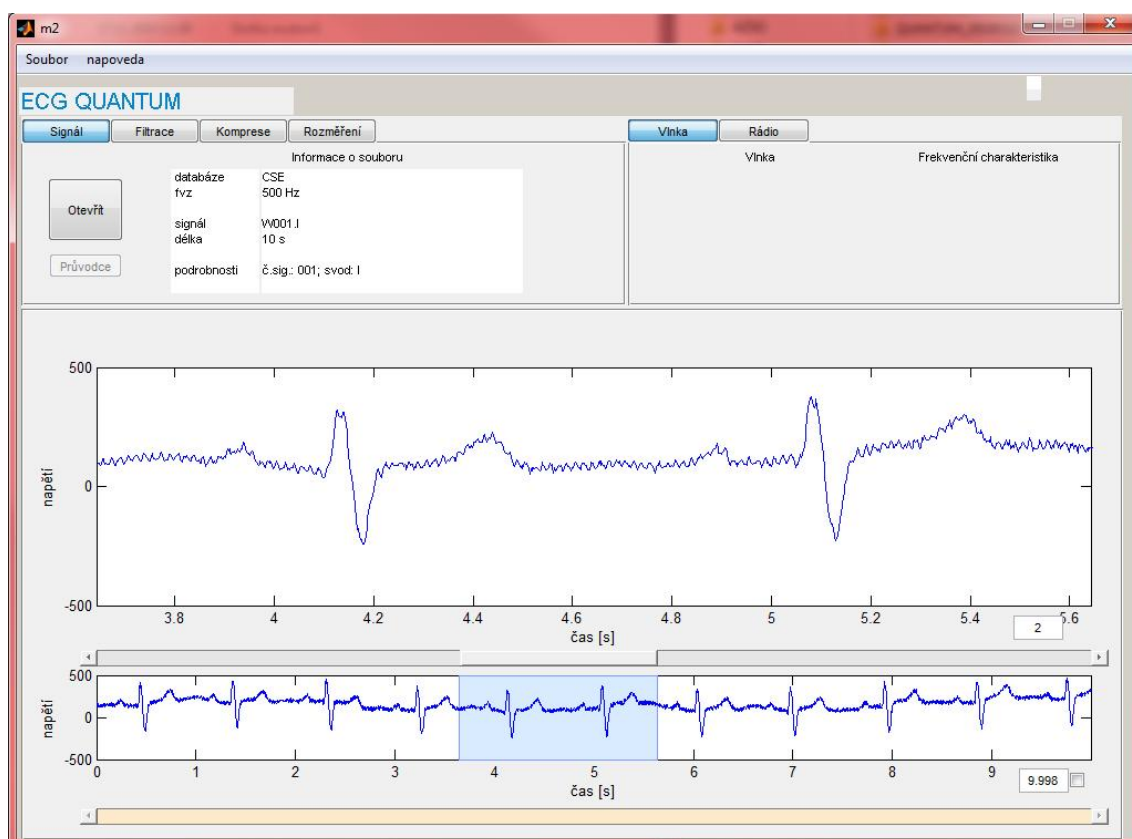 m2
Soubor napoveda
ECG QUANTUM
Signál Filtrace Komprese Rozměření
Vlnka Rádio
Informace o souboru
Vlnka Frekvenční charakteristika
Otevřít
Průvodce
databáze CSE
fvz 500 Hz
signál W001.I
délka 10 s
podrobnosti č.sig.: 001; svod: I
500
0
-500
napětí
3.8 4 4.2 4.4 4.6 4.8 5 5.2 5.4 5.6
čas [s]
2
500
0
-500
napětí
0 1 2 3 4 5 6 7 8 9
čas [s]
9.998